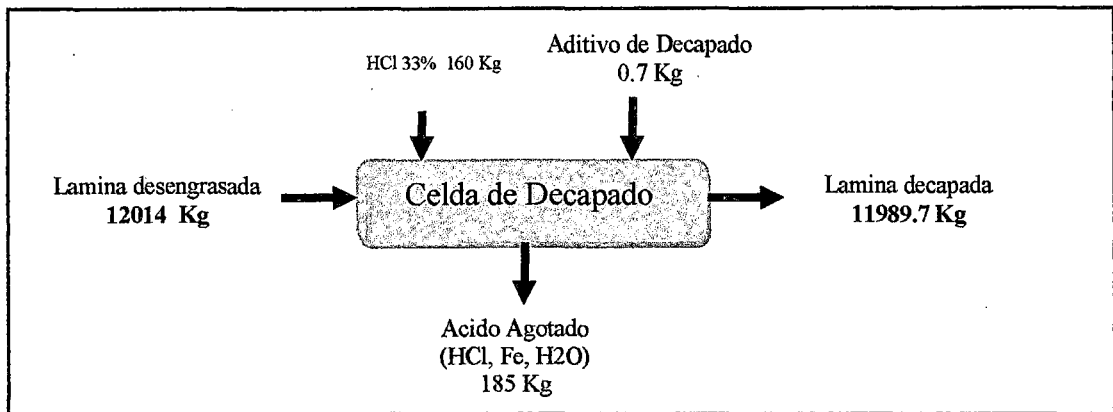 HCl 33% 160 Kg
Aditivo de Decapado
0.7 Kg
Lamina desengrasada
12014 Kg
Celda de Decapado
Lamina decapada
11989.7 Kg
Acido Agotado
(HCl, Fe, H2O)
185 Kg